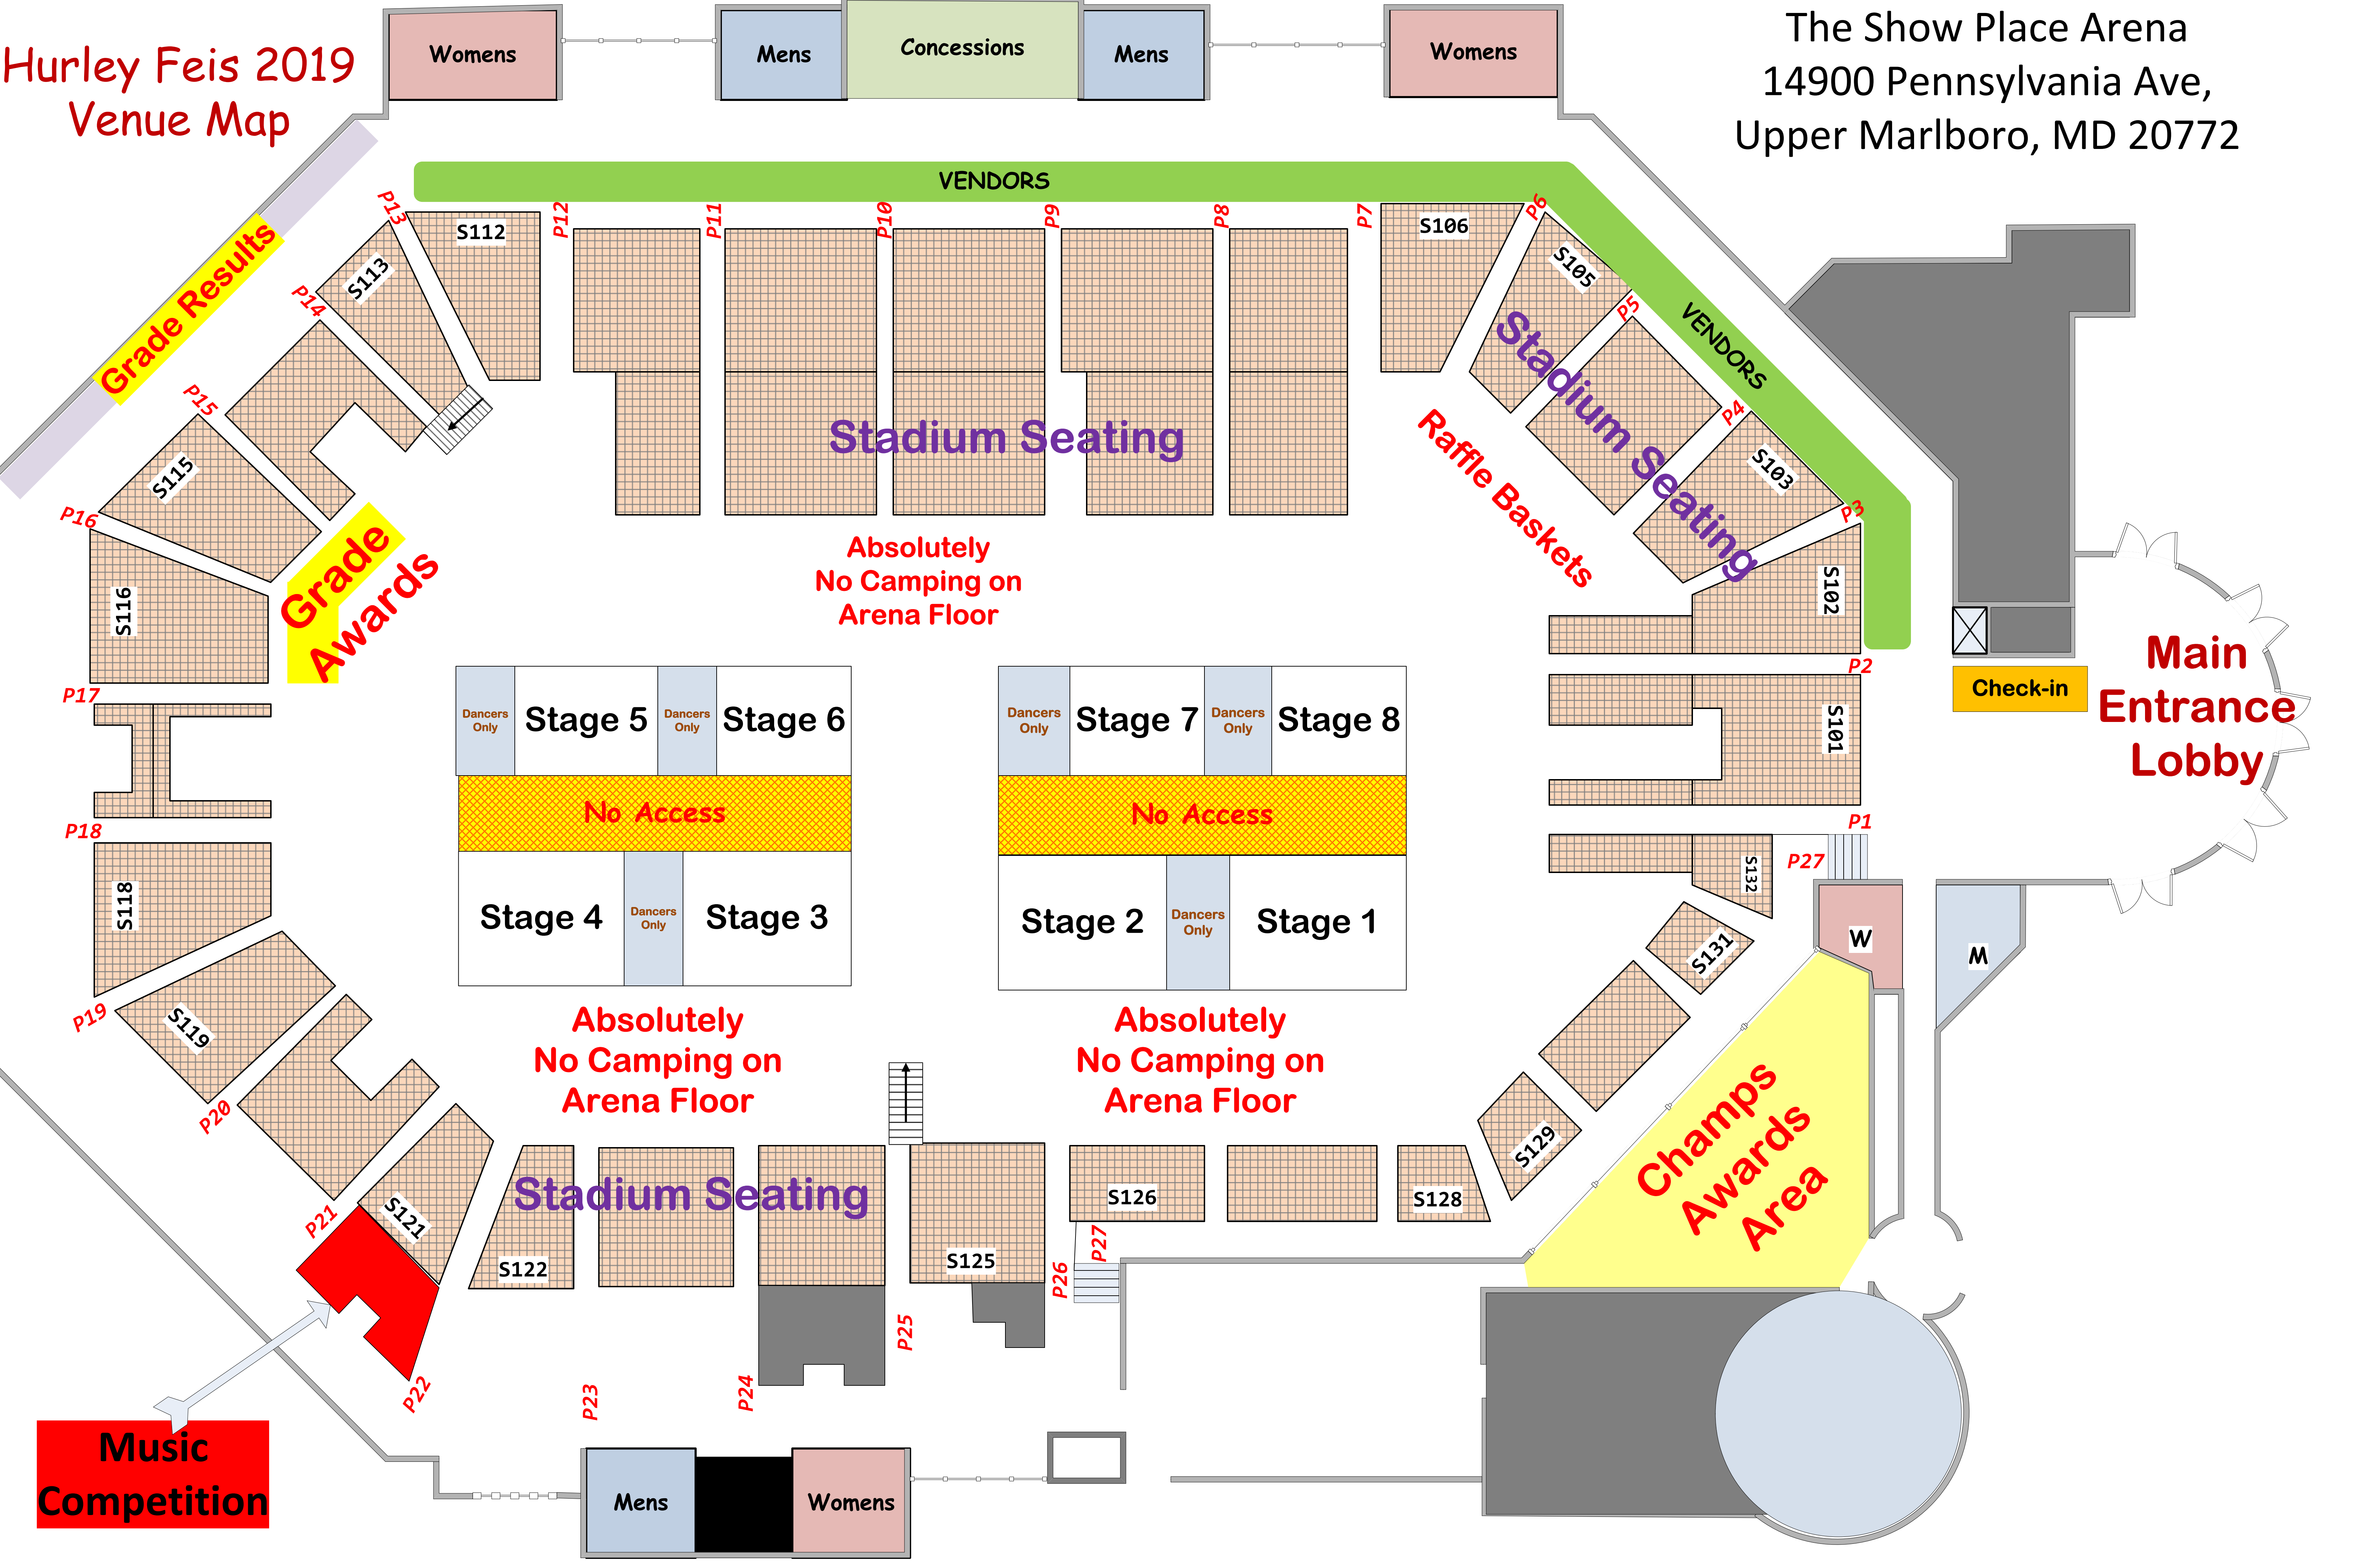 Hurley Feis 2019
Venue Map
The Show Place Arena
14900 Pennsylvania Ave,
Upper Marlboro, MD 20772
Womens
Mens
Concessions
Mens
Womens
VENDORS
VENDORS
Grade Results
P13
P12
P11
P10
P9
P8
P7
P6
P5
P4
P3
P14
P15
P16
S112
S113
S115
S116
S106
S105
S103
S102
Stadium Seating
Stadium Seating
Raffle Baskets
Grade
Awards
Absolutely
No Camping on
Arena Floor
P17
P2
S101
Check-in
Main
Entrance
Lobby
Dancers
Only
Stage 5
Dancers
Only
Stage 6
Dancers
Only
Stage 7
Dancers
Only
Stage 8
No Access
No Access
P18
P1
P27
S132
Stage 4
Dancers
Only
Stage 3
Stage 2
Dancers
Only
Stage 1
S118
S131
W
M
P19
S119
Absolutely
No Camping on
Arena Floor
Absolutely
No Camping on
Arena Floor
P20
S129
Champs
Awards
Area
Stadium Seating
P21
S121
S122
S125
S126
S128
P27
P26
P25
P24
P23
P22
Music
Competition
Mens
Womens